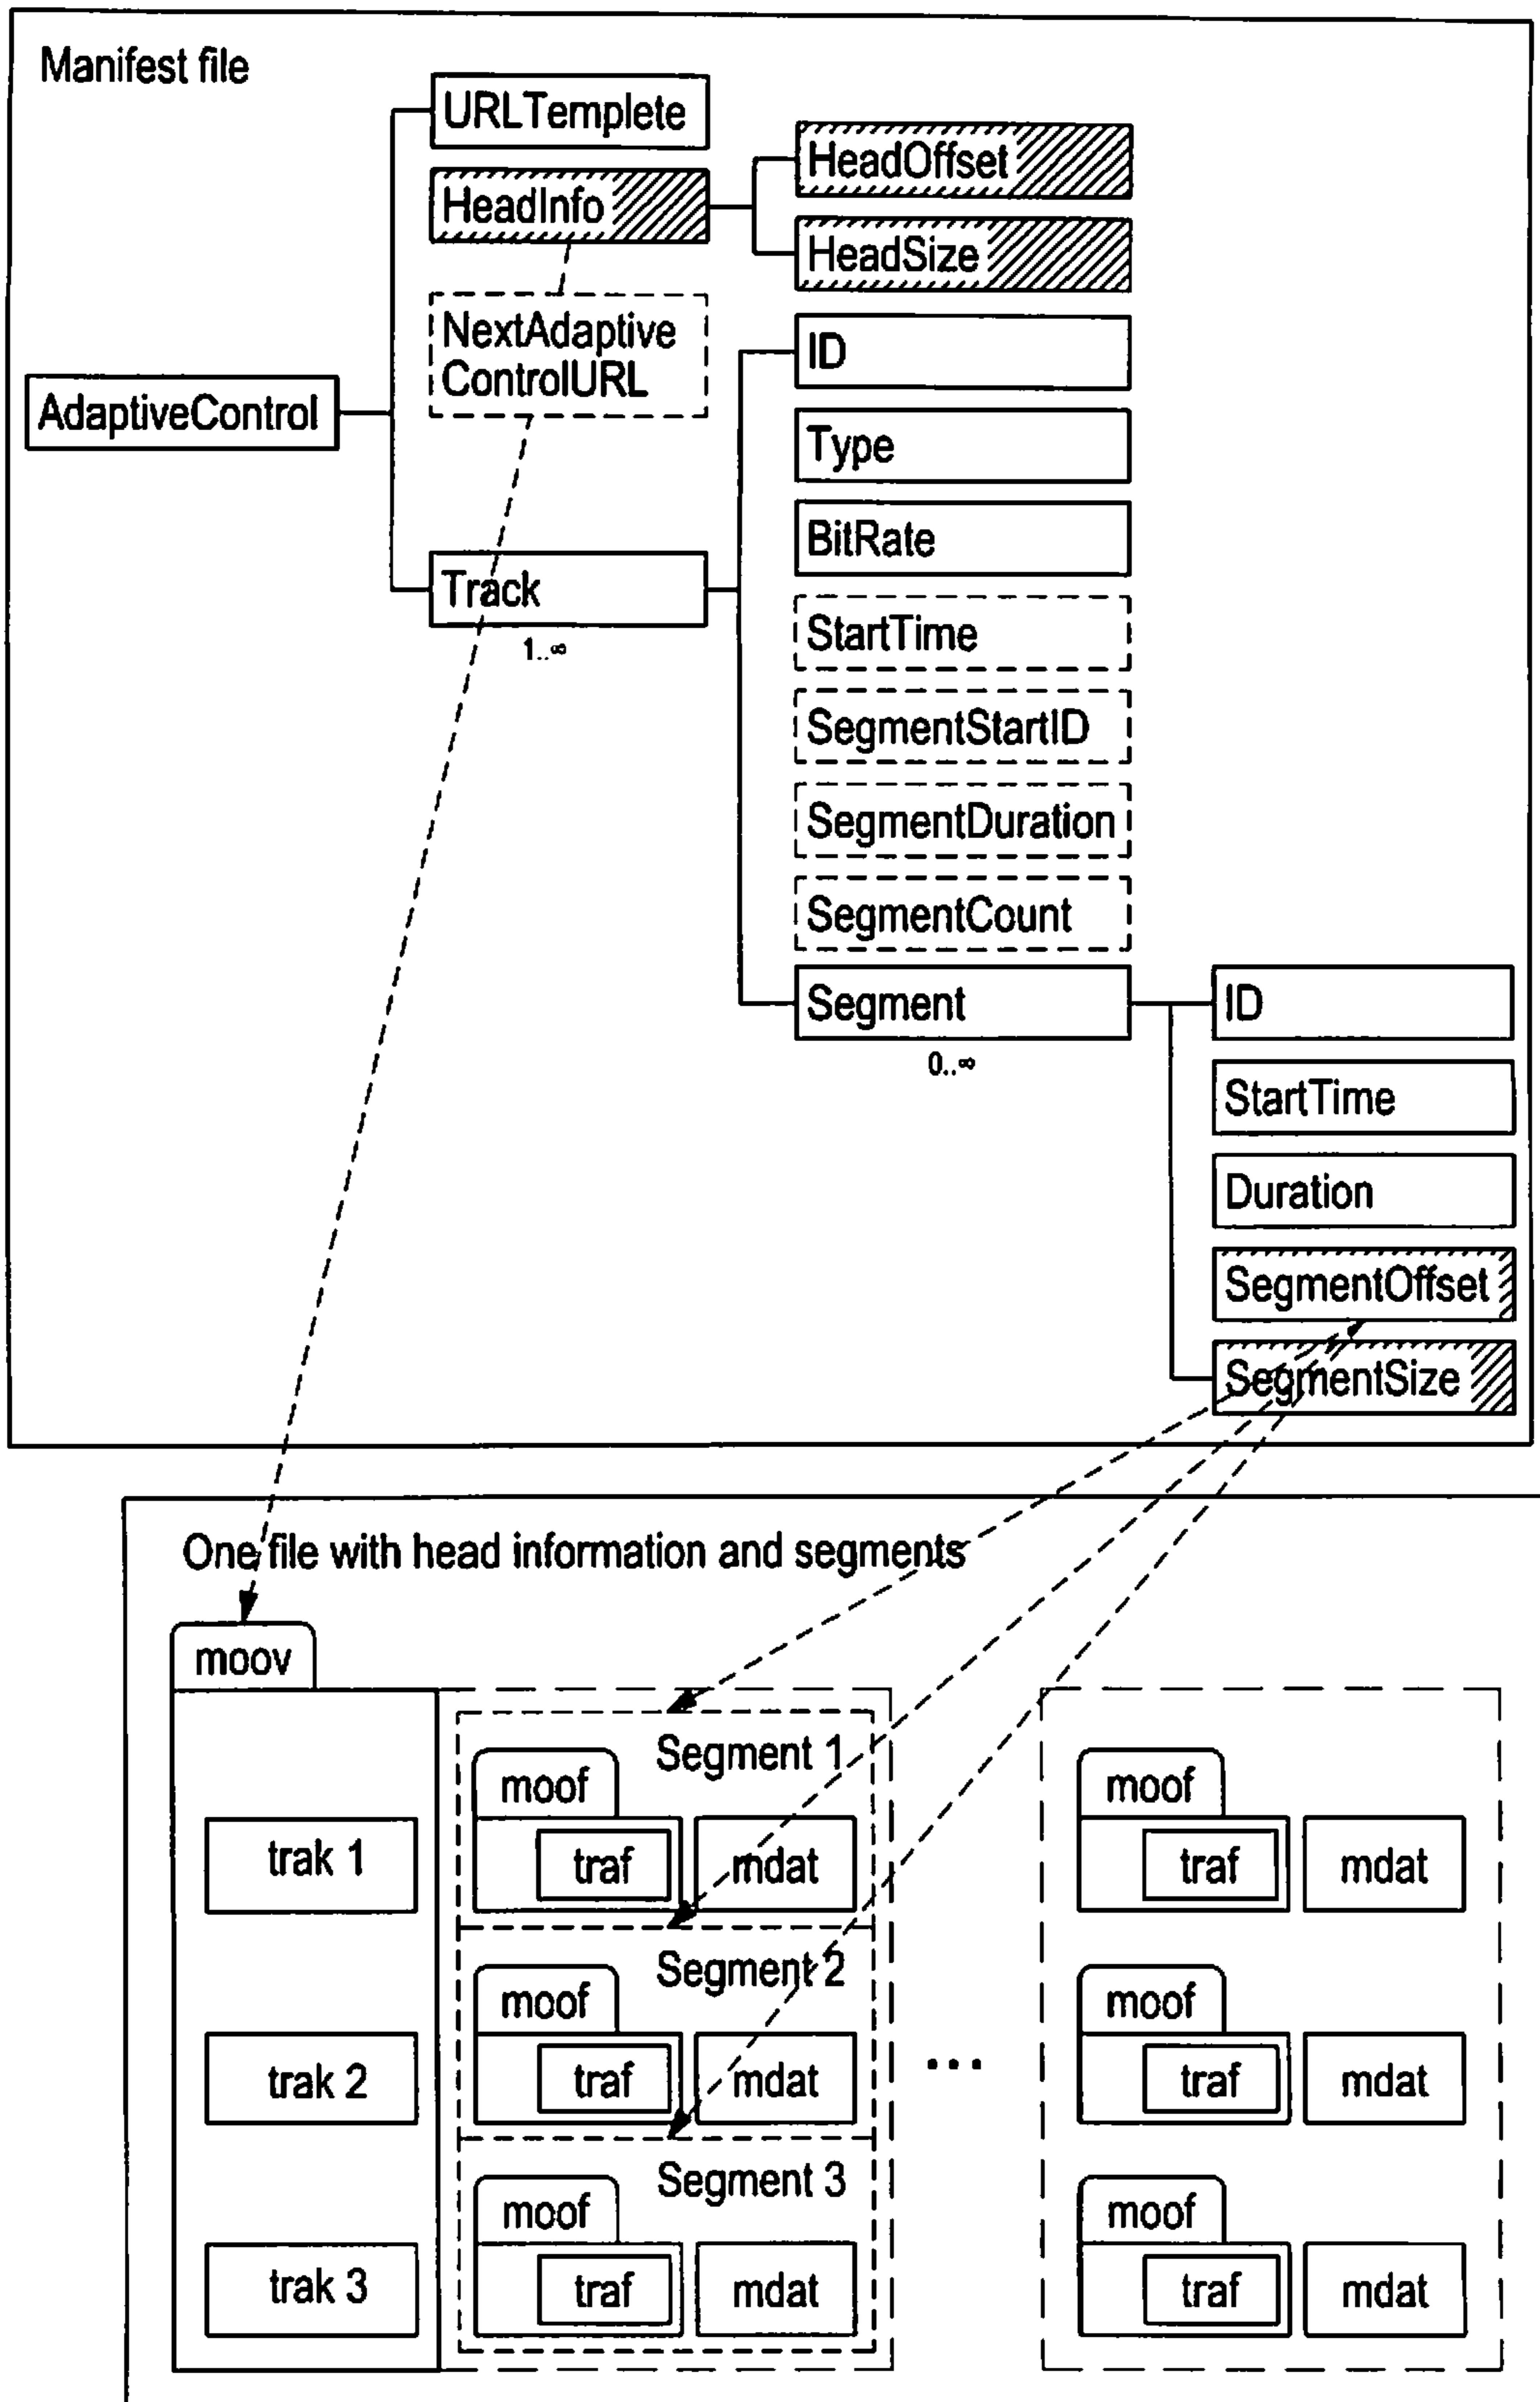 Manifest file
URLTemplete
HeadInfo
HeadOffset
HeadSize
NextAdaptive
ControlURL
AdaptiveControl
Track
1..∞
ID
Type
BitRate
StartTime
SegmentStartID
SegmentDuration
SegmentCount
Segment
0..∞
ID
StartTime
Duration
SegmentOffset
SegmentSize
One file with head information and segments
moov
trak 1
trak 2
trak 3
Segment 1
moof
traf
mdat
Segment 2
moof
traf
mdat
Segment 3
moof
traf
mdat
...
moof
traf
mdat
moof
traf
mdat
moof
traf
mdat